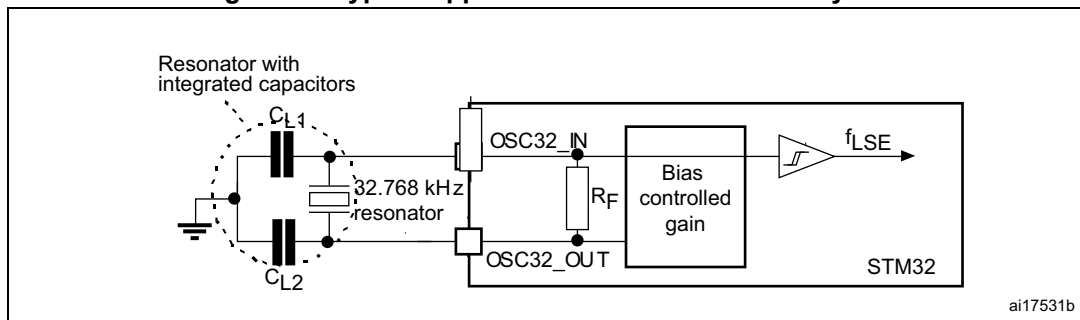 Resonator with
integrated capacitors
CL1
OSC32_IN
fLSE
32.768 kHz
resonator
RF
Bias
controlled
gain
OSC32_OUT
STM32
CL2
ai17531b